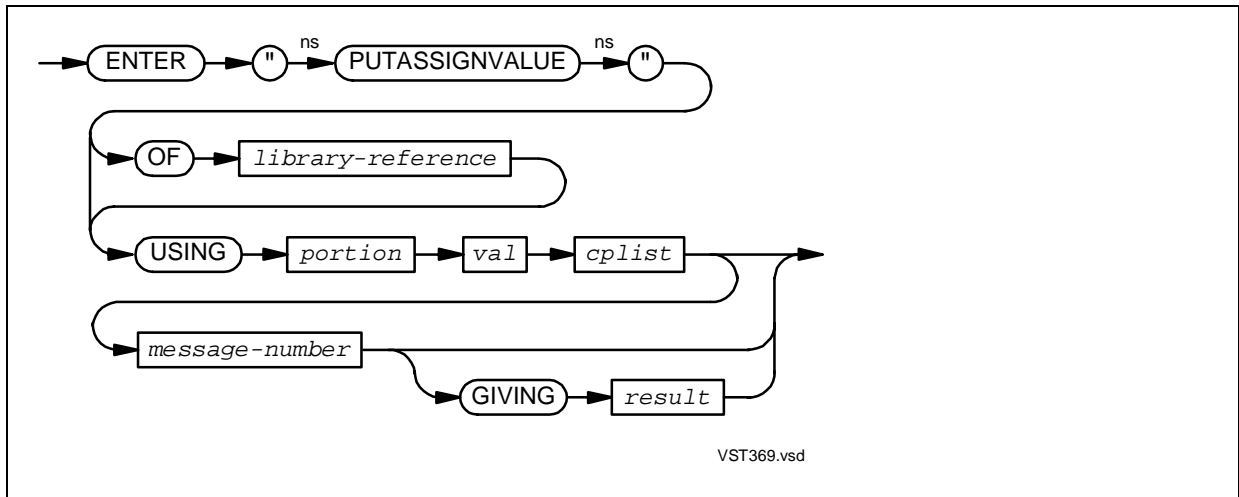 ns ns
ENTER " PUTASSIGNVALUE "
OF library-reference
USING portion val cplist
message-number
GIVING result
VST369.vsd